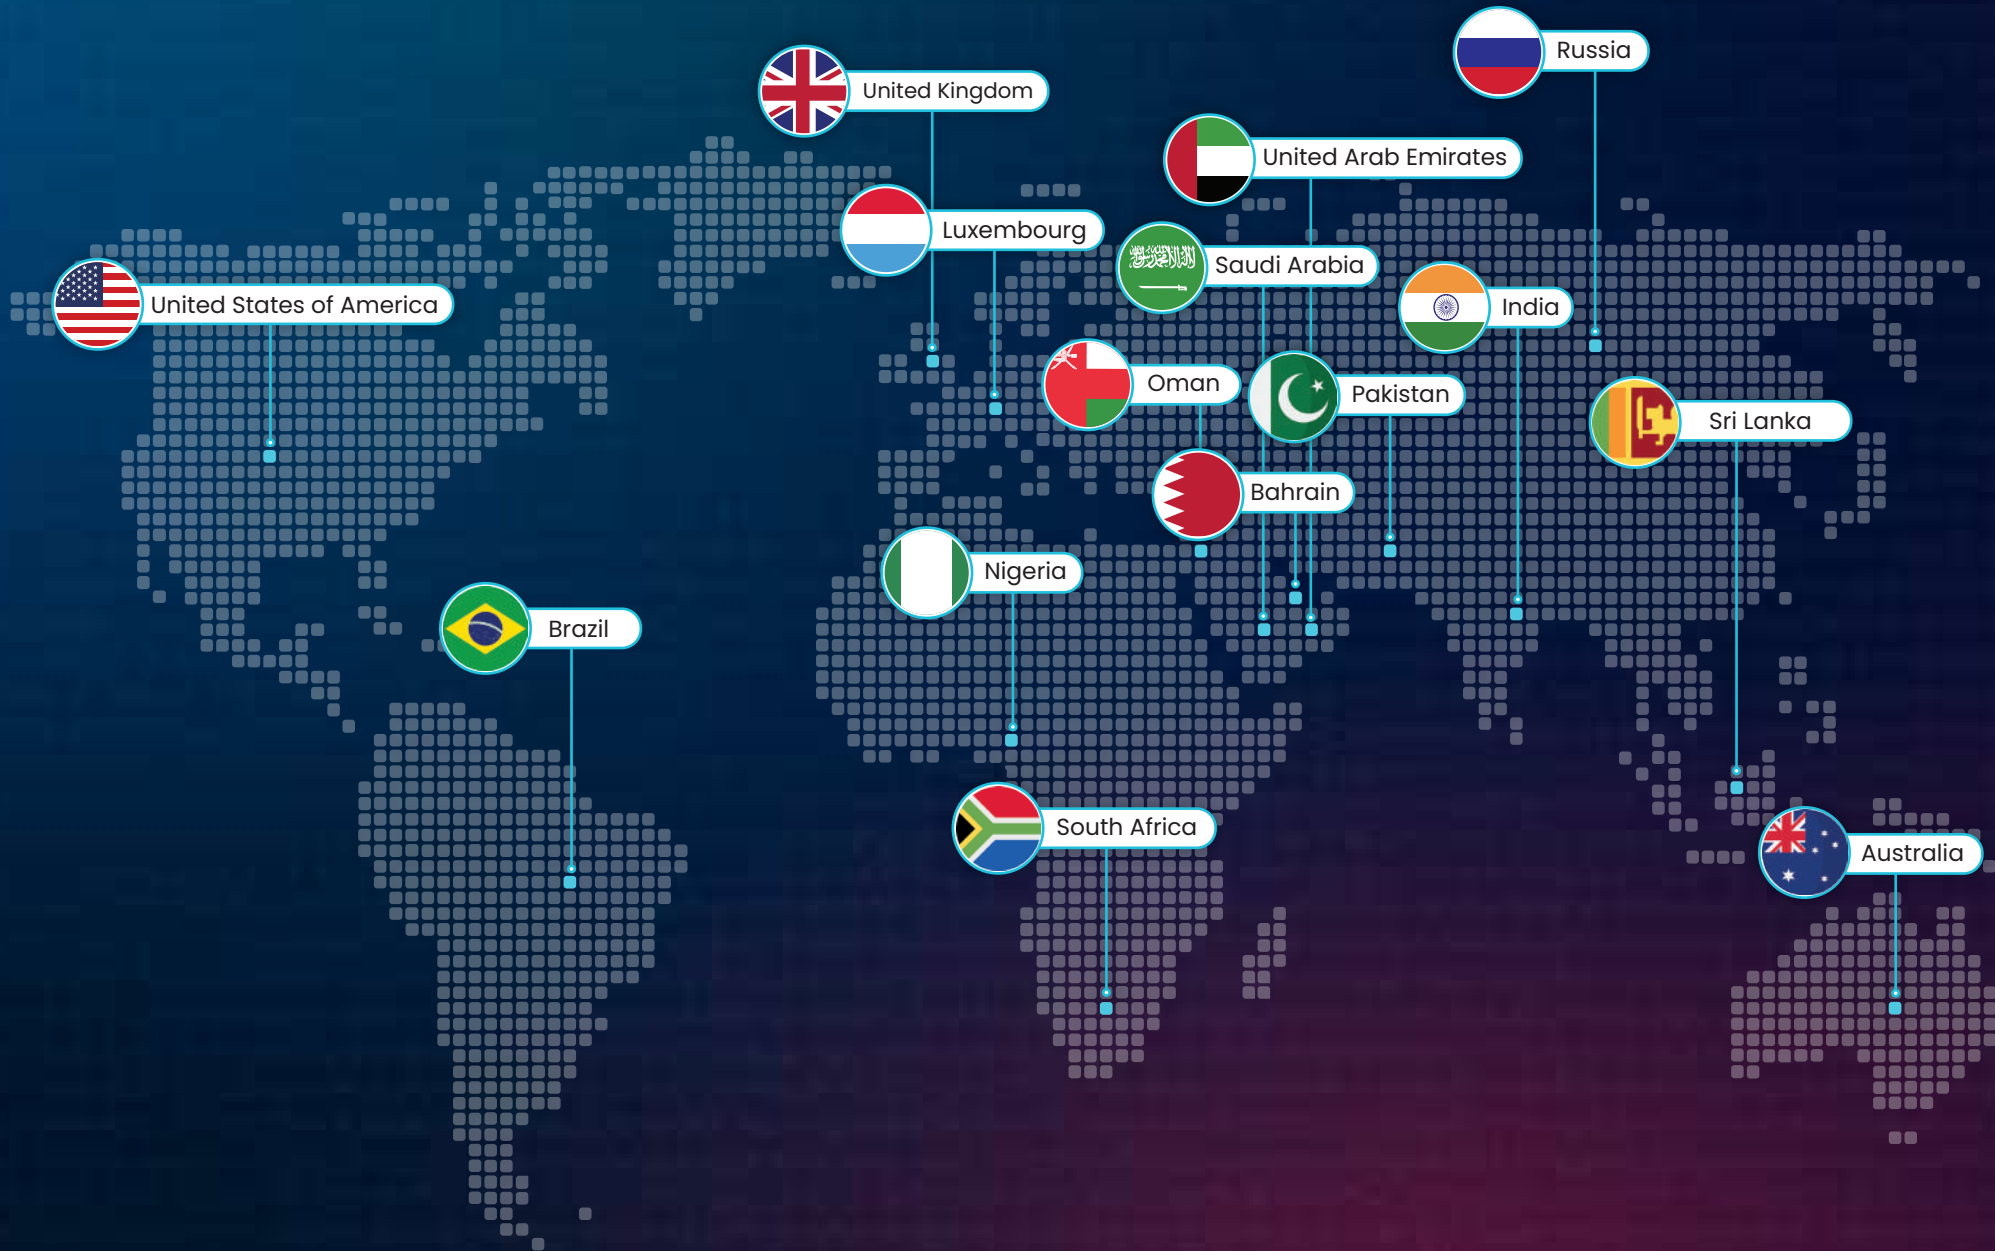 Russia
United Kingdom
United Arab Emirates
Luxembourg
Saudi Arabia
United States of America
India
Oman
Pakistan
Sri Lanka
Bahrain
Nigeria
Brazil
South Africa
Australia